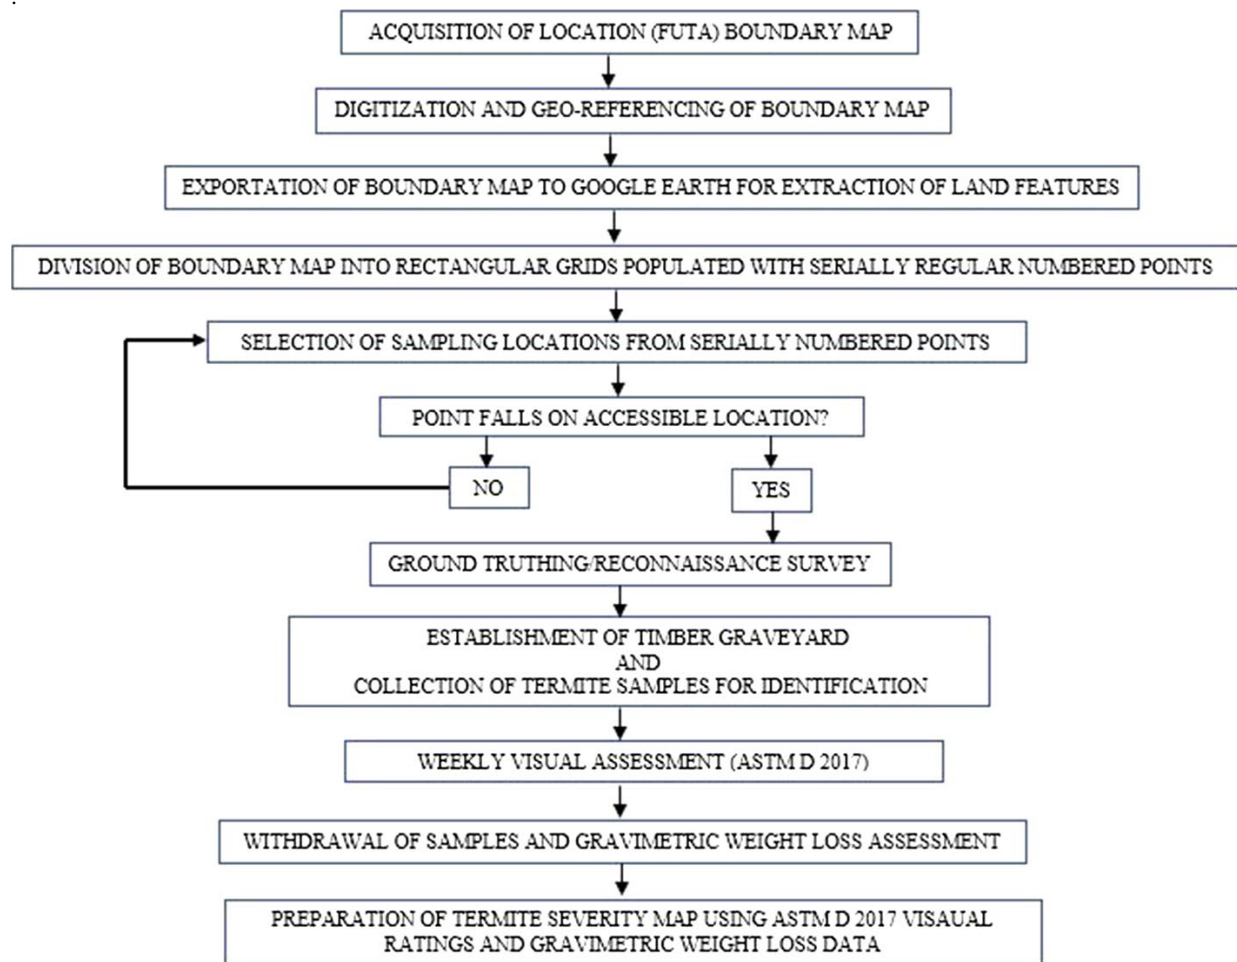 ACQUISITION OF LOCATION (FUTA) BOUNDARY MAP
DIGITIZATION AND GEO-REFERENCING OF BOUNDARY MAP
EXPORTATION OF BOUNDARY MAP TO GOOGLE EARTH FOR EXTRACTION OF LAND FEATURES
DIVISION OF BOUNDARY MAP INTO RECTANGULAR GRIDS POPULATED WITH SERIALLY REGULAR NUMBERED POINTS
SELECTION OF SAMPLING LOCATIONS FROM SERIALLY NUMBERED POINTS
POINT FALLS ON ACCESSIBLE LOCATION?
NO
YES
GROUND TRUTHING/RECONNAISSANCE SURVEY
ESTABLISHMENT OF TIMBER GRAVEYARD
AND
COLLECTION OF TERMITE SAMPLES FOR IDENTIFICATION
WEEKLY VISUAL ASSESSMENT (ASTM D 2017)
WITHDRAWAL OF SAMPLES AND GRAVIMETRIC WEIGHT LOSS ASSESSMENT
PREPARATION OF TERMITE SEVERITY MAP USING ASTM D 2017 VISAUAL
RATINGS AND GRAVIMETRIC WEIGHT LOSS DATA